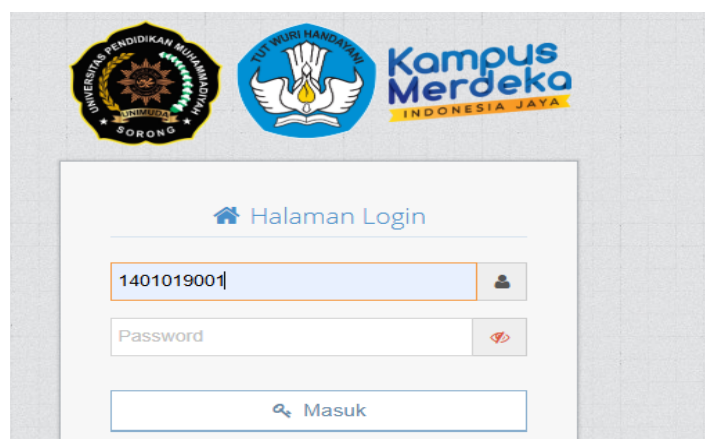 UNIVERSITAS PENDIDIKAN MUHAMMADIYAH
UNIMUDA
SORONG
TUT WURI HANDAYANI
Kampus
Merdeka
INDONESIA JAYA
Halaman Login
1401019001
Password
Masuk